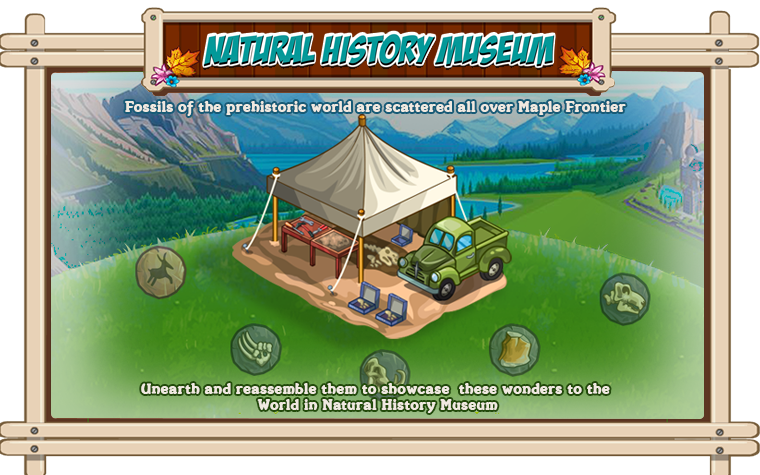 NATURAL HISTORY MUSEUM
Fossils of the prehistoric world are scattered all over Maple Frontier
Unearth and reassemble them to showcase these wonders to the
World in Natural History Museum